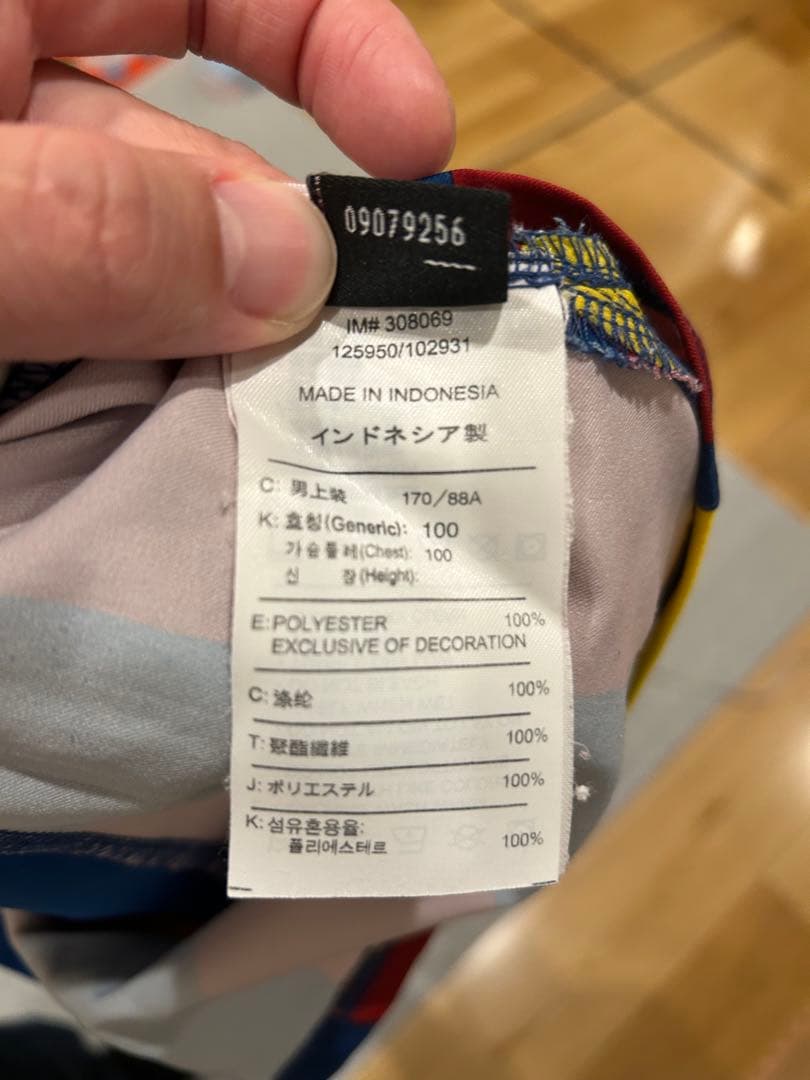 09079256
IM# 308069
125950/102931
MADE IN INDONESIA
インドネシア製
C: 男上装 170/88A
K: 호칭(Generic): 100
가슴둘레(Chest): 100
신 장(Height):
E:POLYESTER 100%
EXCLUSIVE OF DECORATION
C: 涤纶 100%
T: 聚酯纖維 100%
J: ポリエステル 100%
K: 섬유혼용율:
폴리에스테르 100%